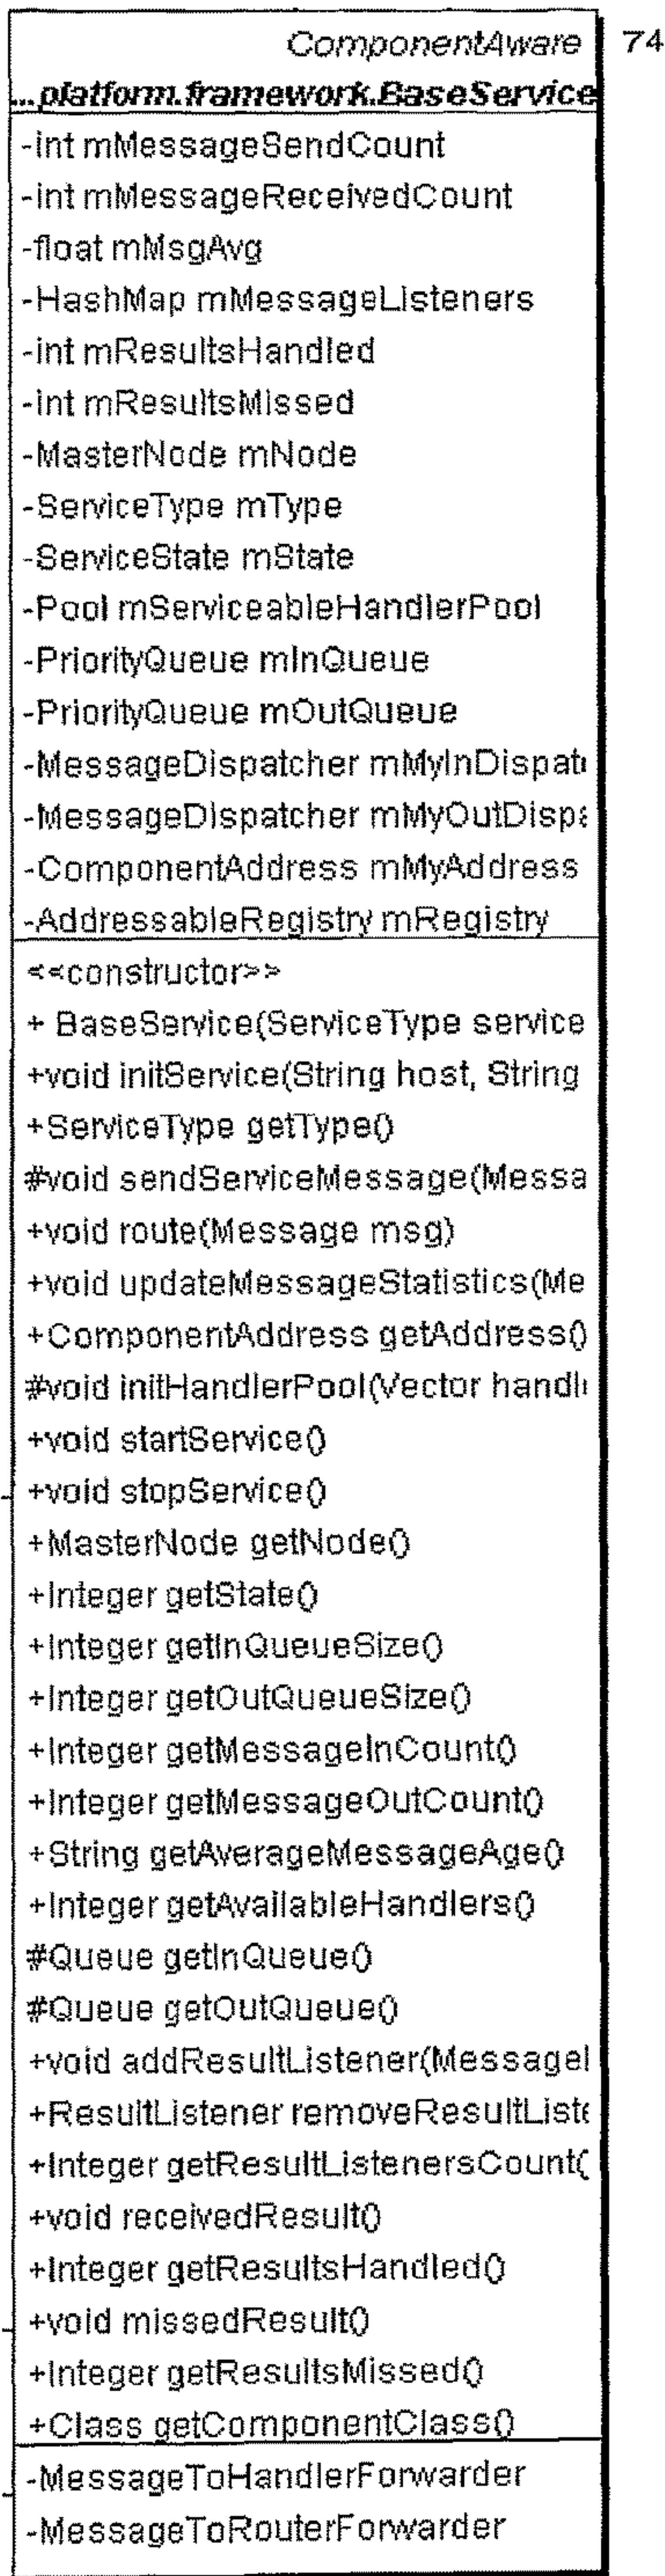 ComponentAware 74
...platform.framework.BaseService
-int mMessageSendCount
-int mMessageReceivedCount
-float mMsgAvg
-HashMap mMessageListeners
-int mResultsHandled
-int mResultsMissed
-MasterNode mNode
-ServiceType mType
-ServiceState mState
-Pool mServiceableHandlerPool
-PriorityQueue mInQueue
-PriorityQueue mOutQueue
-MessageDispatcher mMyInDispat
-MessageDispatcher mMyOutDisp
-ComponentAddress mMyAddress
-AddressableRegistry mRegistry
<<constructor>>
+ BaseService(ServiceType service
+void initService(String host, String
+ServiceType getType()
#void sendServiceMessage(Messa
+void route(Message msg)
+void updateMessageStatistics(Me
+ComponentAddress getAddress()
#void initHandlerPool(Vector handl
+void startService()
+void stopService()
+MasterNode getNode()
+Integer getState()
+Integer getInQueueSize()
+Integer getOutQueueSize()
+Integer getMessageInCount()
+Integer getMessageOutCount()
+String getAverageMessageAge()
+Integer getAvailableHandlers()
#Queue getInQueue()
#Queue getOutQueue()
+void addResultListener(Messagel
+ResultListener removeResultListe
+Integer getResultListenersCount(
+void receivedResult()
+Integer getResultsHandled()
+void missedResult()
+Integer getResultsMissed()
+Class getComponentClass()
-MessageToHandlerForwarder
-MessageToRouterForwarder